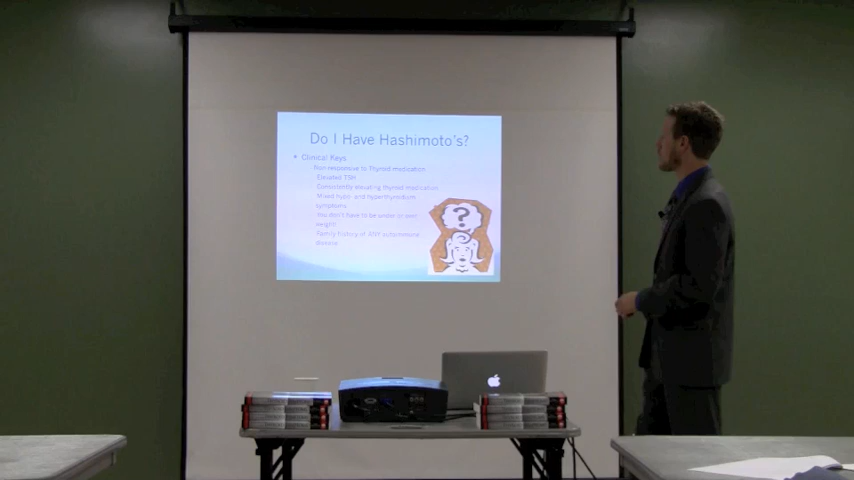 Do I Have Hashimoto's?
Clinical Keys
Non responsive to Thyroid medication
Elevated TSH
Consistently elevating thyroid medication
Mixed hypo- and hyperthyroidism
symptoms
You don't have to be under or over
weight
Family history of ANY autoimmune
disease
?